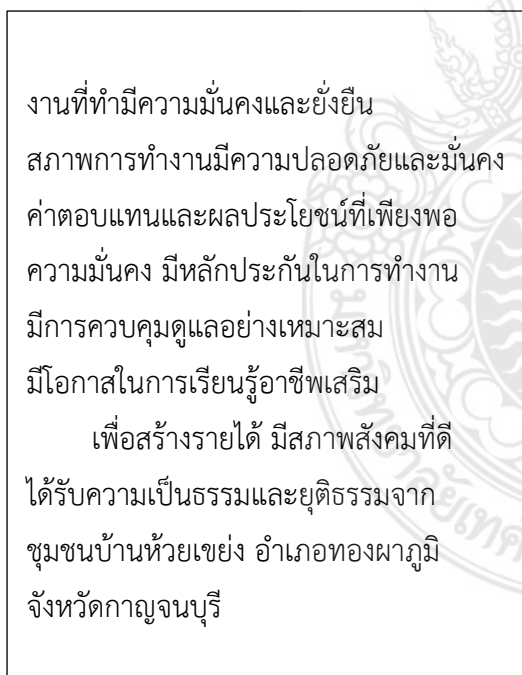 งานที่ทำมีความมั่นคงและยั่งยืน
สภาพการทำงานมีความปลอดภัยและมั่นคง
ค่าตอบแทนและผลประโยชน์ที่เพียงพอ
ความมั่นคง มีหลักประกันในการทำงาน
มีการควบคุมดูแลอย่างเหมาะสม
มีโอกาสในการเรียนรู้อาชีพเสริม
เพื่อสร้างรายได้ มีสภาพสังคมที่ดี
ได้รับความเป็นธรรมและยุติธรรมจาก
ชุมชนบ้านห้วยเขย่ง อำเภอทองผาภูมิ
จังหวัดกาญจนบุรี